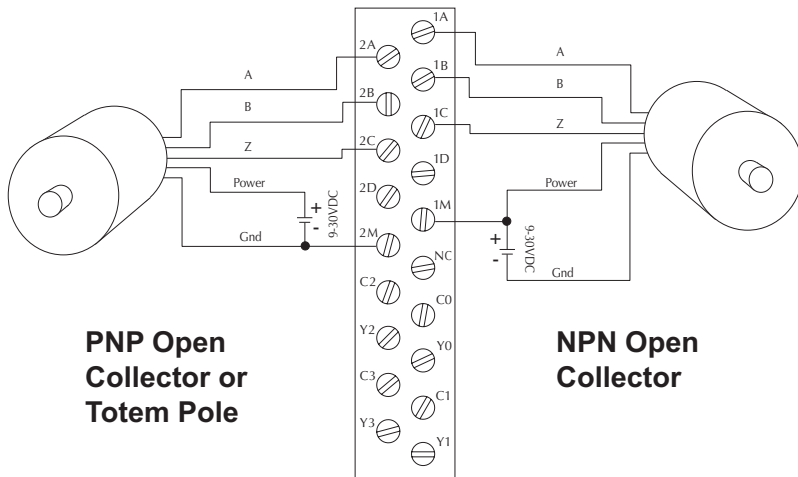 1A
2A
A
A
1B
2B
B
B
1C
2C
Z
Z
1D
2D
Power
Power
+
-
9-30VDC
1M
2M
Gnd
+
-
9-30VDC
Gnd
NC
C2
C0
Y2
Y0
C3
C1
Y3
Y1
PNP Open
Collector or
Totem Pole
NPN Open
Collector